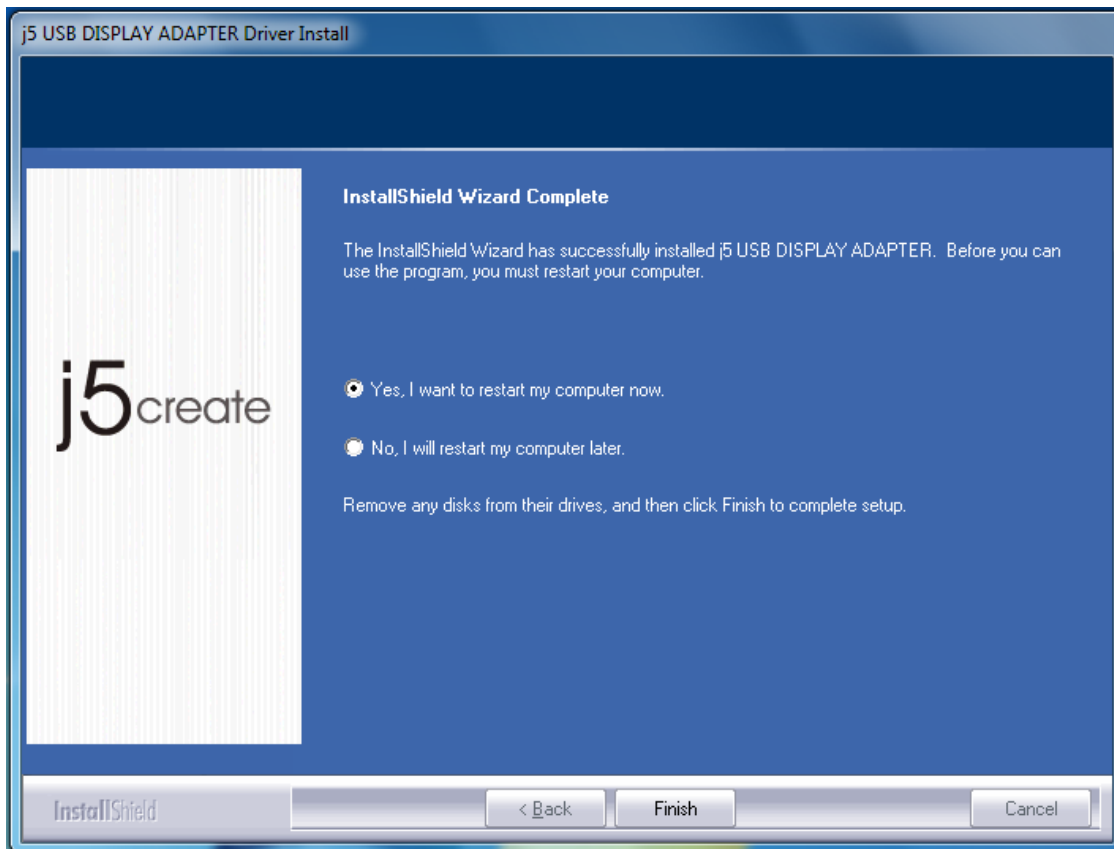 j5 USB DISPLAY ADAPTER Driver Install
InstallShield Wizard Complete
The InstallShield Wizard has successfully installed j5 USB DISPLAY ADAPTER. Before you can
use the program, you must restart your computer.
j5create
Yes, I want to restart my computer now.
No, I will restart my computer later.
Remove any disks from their drives, and then click Finish to complete setup.
InstallShield
< Back
Finish
Cancel